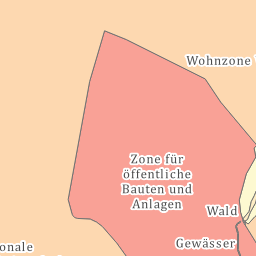 Wohnzone
Zone für
öffentliche
Bauten und
Anlagen
Wald
Gewässer
onale